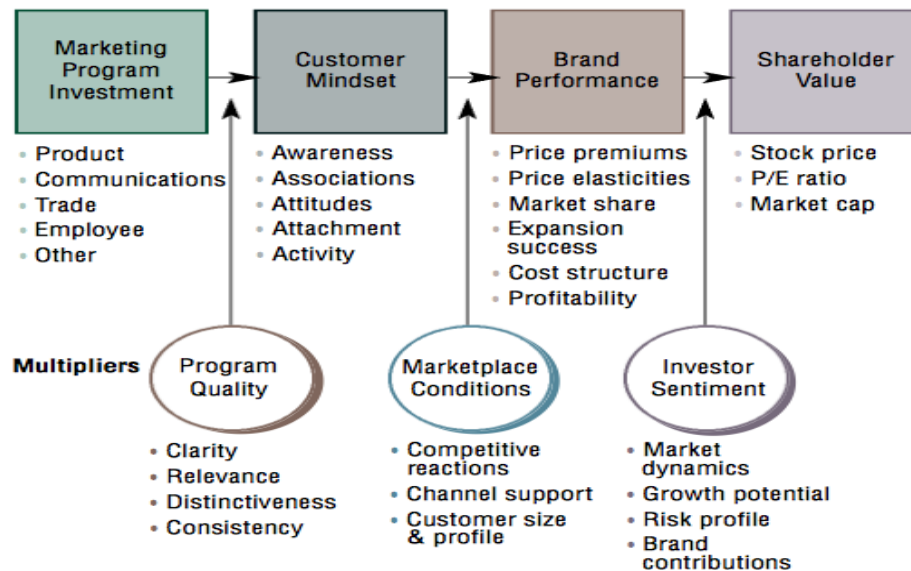 Marketing
Program
Investment
Customer
Mindset
Brand
Performance
Shareholder
Value
• Product
• Communications
• Trade
• Employee
• Other
• Awareness
• Associations
• Attitudes
• Attachment
• Activity
• Price premiums
• Price elasticities
• Market share
• Expansion
success
• Cost structure
• Profitability
• Stock price
• P/E ratio
• Market cap
Multipliers
Program
Quality
Marketplace
Conditions
Investor
Sentiment
• Clarity
• Relevance
• Distinctiveness
• Consistency
• Competitive
reactions
• Channel support
• Customer size
& profile
• Market
dynamics
• Growth potential
• Risk profile
• Brand
contributions